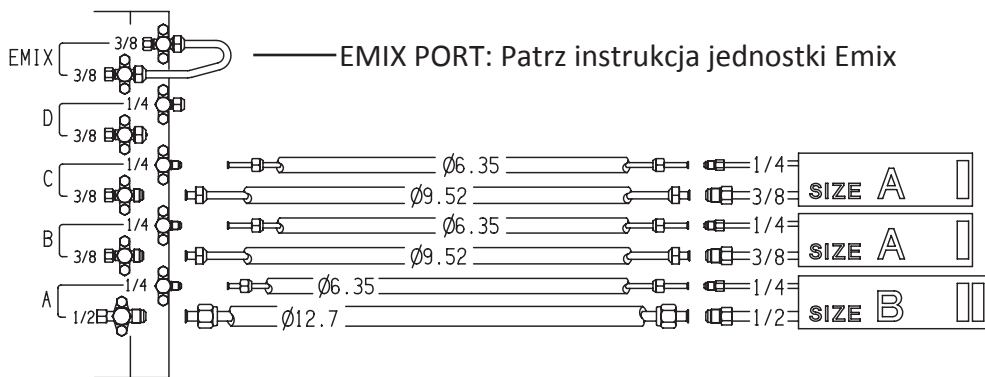 3/8
EMIX
3/8
EMIX PORT: Patrz instrukcja jednostki Emix
1/4
D
3/8
1/4 Ø6.35 1/4
C
3/8 Ø9.52 3/8
SIZE A
1/4 Ø6.35 1/4
B
3/8 Ø9.52 3/8
SIZE A
1/4 Ø6.35 1/4
A
1/2 Ø12.7 1/2
SIZE B